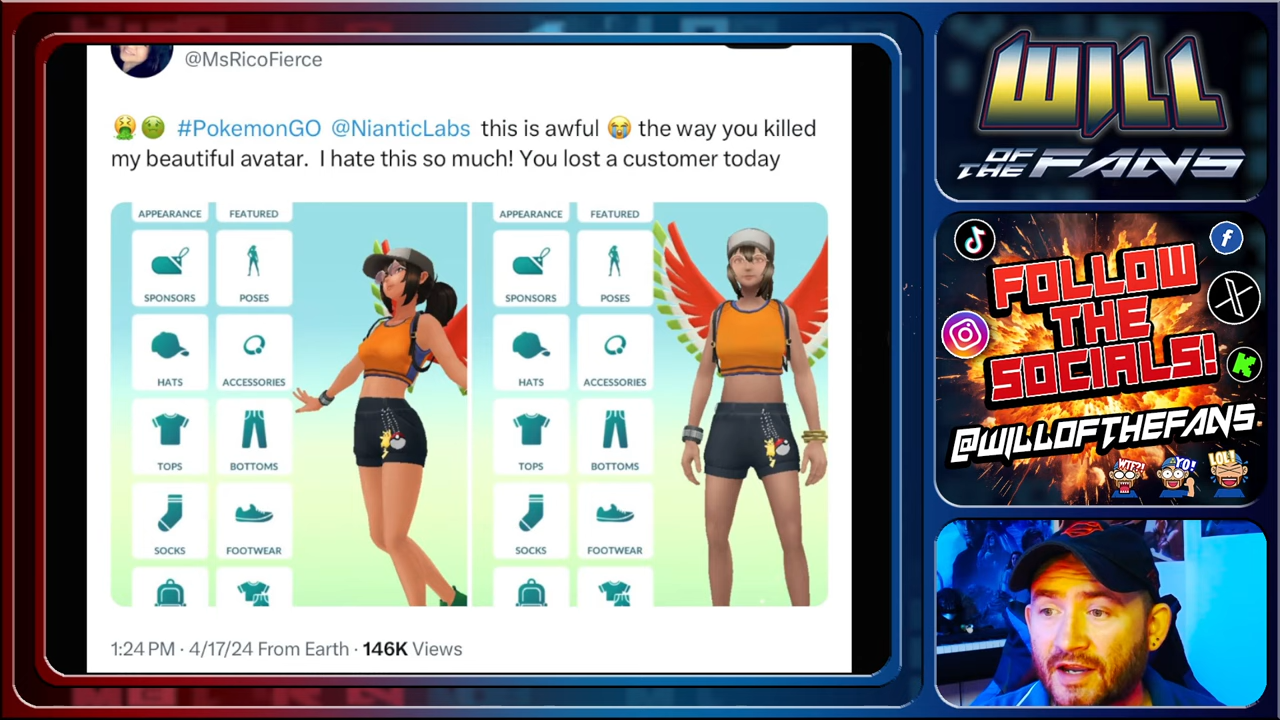 @MsRicoFierce
🤮🤢 #PokemonGO @NianticLabs this is awful 😭 the way you killed
my beautiful avatar. I hate this so much! You lost a customer today
APPEARANCE FEATURED
SPONSORS POSES
HATS ACCESSORIES
TOPS BOTTOMS
SOCKS FOOTWEAR
APPEARANCE FEATURED
SPONSORS POSES
HATS ACCESSORIES
TOPS BOTTOMS
SOCKS FOOTWEAR
1:24 PM · 4/17/24 From Earth · 146K Views
WILL
OF THE FANS
FOLLOW
THE
SOCIALS!
@WILLOFTHEFANS
WTF?! YO! LOL!